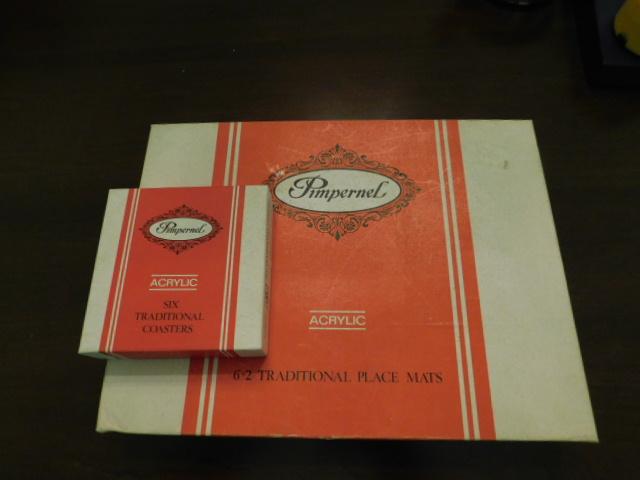 Pimpernel
ACRYLIC
6-2 TRADITIONAL PLACE MATS
Pimpernel
ACRYLIC
SIX
TRADITIONAL
COASTERS